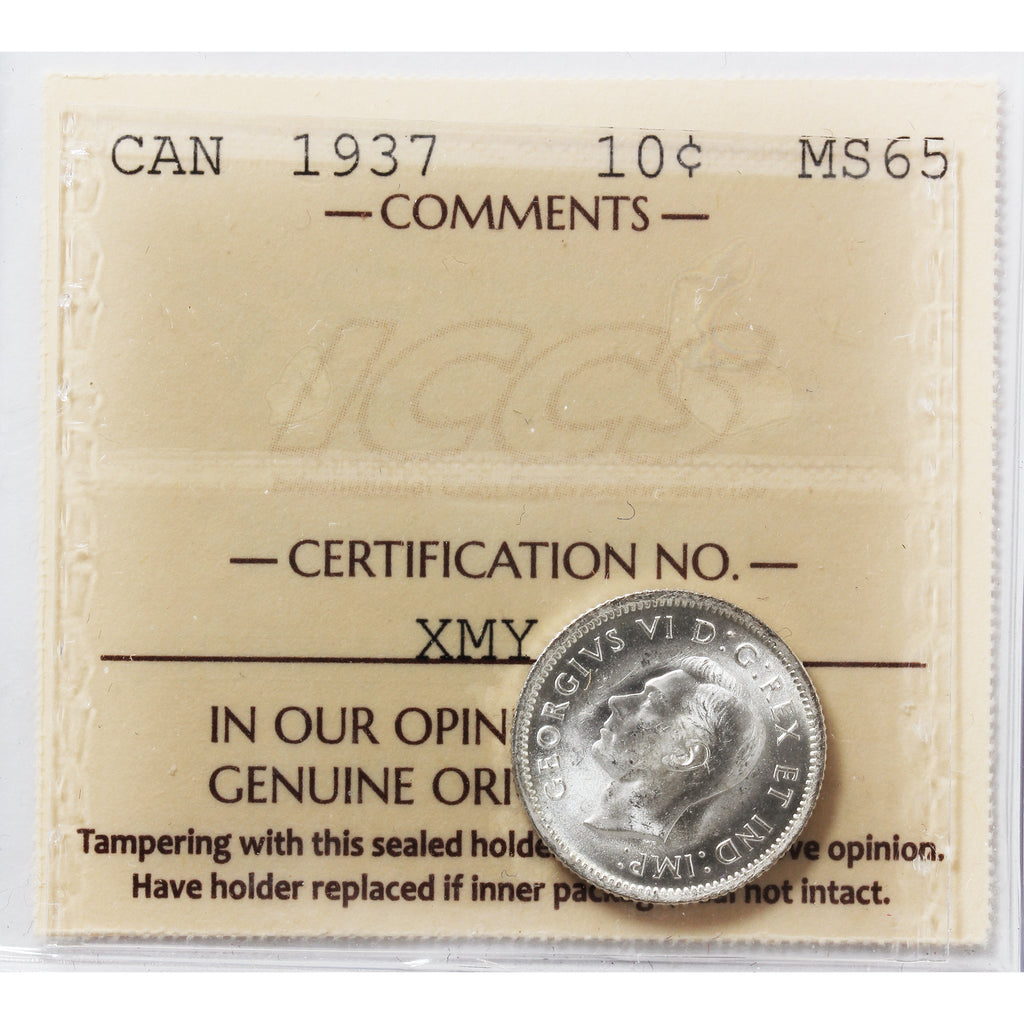 CAN 1937 10¢ MS65
— COMMENTS —
ICCS
— CERTIFICATION NO. —
XMY
IN OUR OPIN
GENUINE ORI
Tampering with this sealed holde ve opinion.
Have holder replaced if inner pac not intact.
GEORGIVS VI D:G:REX ET IND:IMP: